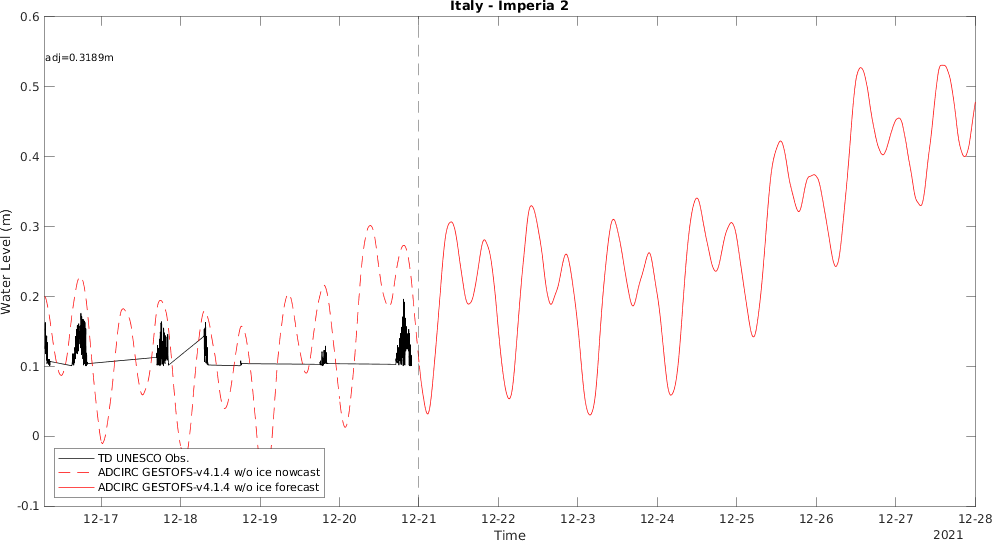 Italy - Imperia 2
adj=0.3189m
Water Level (m)
0.6
0.5
0.4
0.3
0.2
0.1
0
-0.1
TD UNESCO Obs.
ADCIRC GESTOFS-v4.1.4 w/o ice nowcast
ADCIRC GESTOFS-v4.1.4 w/o ice forecast
12-17 12-18 12-19 12-20 12-21 12-22 12-23 12-24 12-25 12-26 12-27 12-28
Time
2021